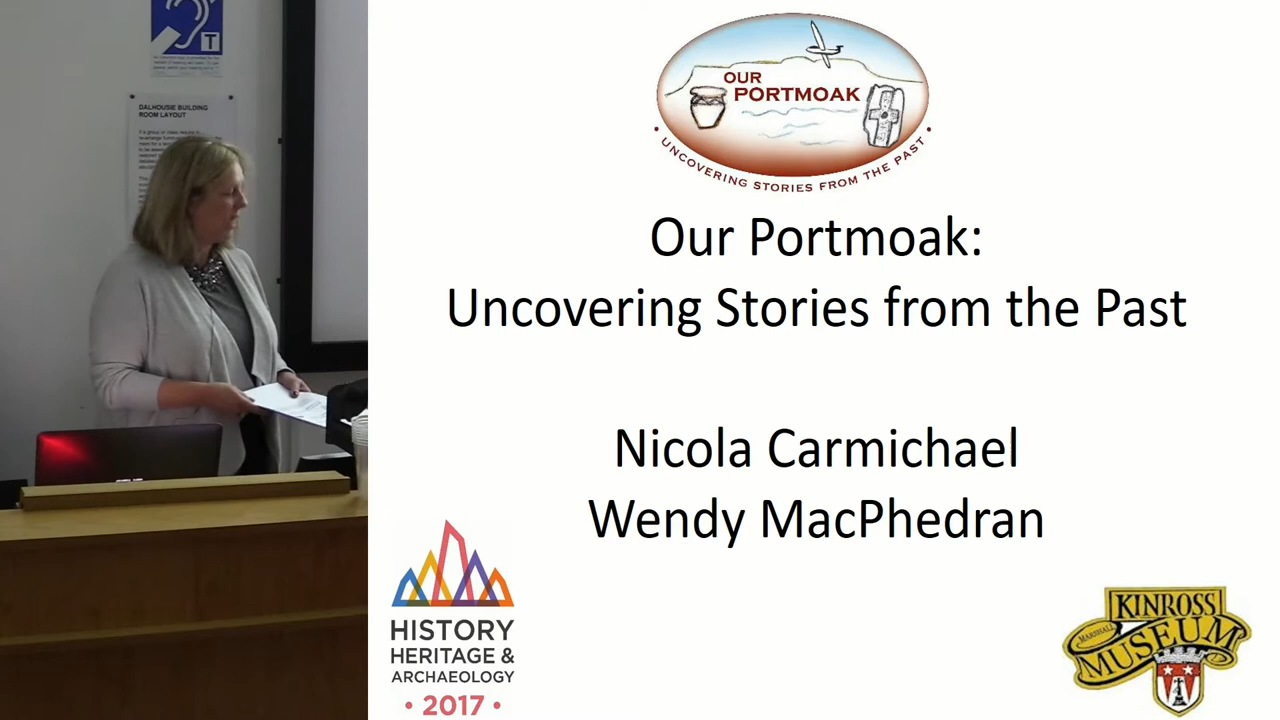 T
DALHOUSIE BUILDING
ROOM LAYOUT
OUR
PORTMOAK
• UNCOVERING STORIES FROM THE PAST •
Our Portmoak:
Uncovering Stories from the Past
Nicola Carmichael
Wendy MacPhedran
HISTORY
HERITAGE &
ARCHAEOLOGY
• 2017 •
KINROSS
MARSHALL
MUSEUM